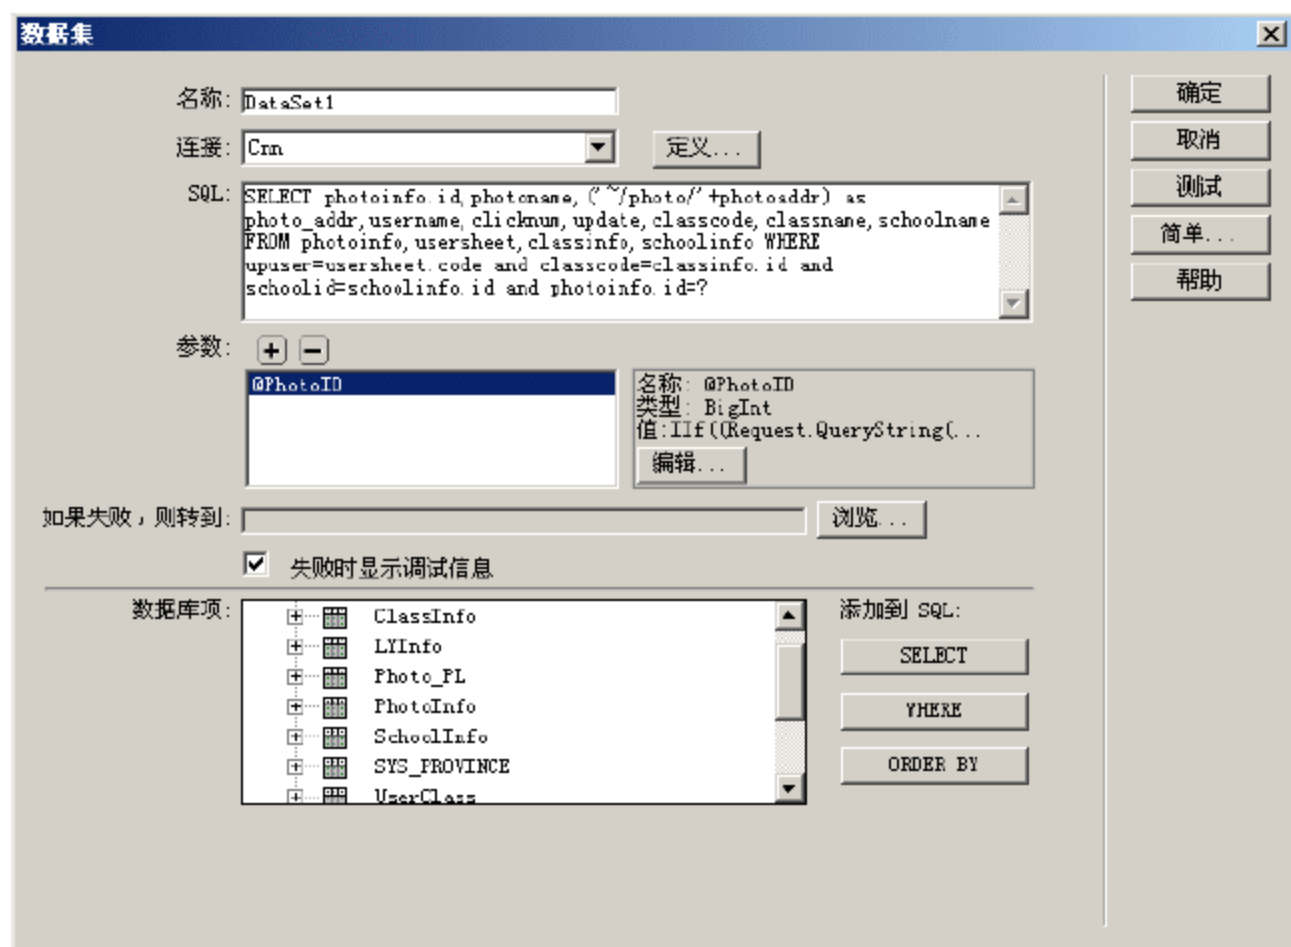 数据集
名称: DataSet1
连接: Cnn 定义...
SQL: SELECT photoinfo.id,photoname,('~/photo/'+photoaddr) as
photo_addr,username,clicknum,update,classcode,classname,schoolname
FROM photoinfo,usersheet,classinfo,schoolinfo WHERE
upuser=usersheet.code and classcode=classinfo.id and
schoolid=schoolinfo.id and photoinfo.id=?
参数: + −
@PhotoID
名称: @PhotoID
类型: BigInt
值:IIf((Request.QueryString(...
编辑...
如果失败，则转到: 浏览...
失败时显示调试信息
数据库项:
ClassInfo
LYInfo
Photo_PL
PhotoInfo
SchoolInfo
SYS_PROVINCE
UserClass
添加到 SQL:
SELECT
WHERE
ORDER BY
确定
取消
测试
简单...
帮助